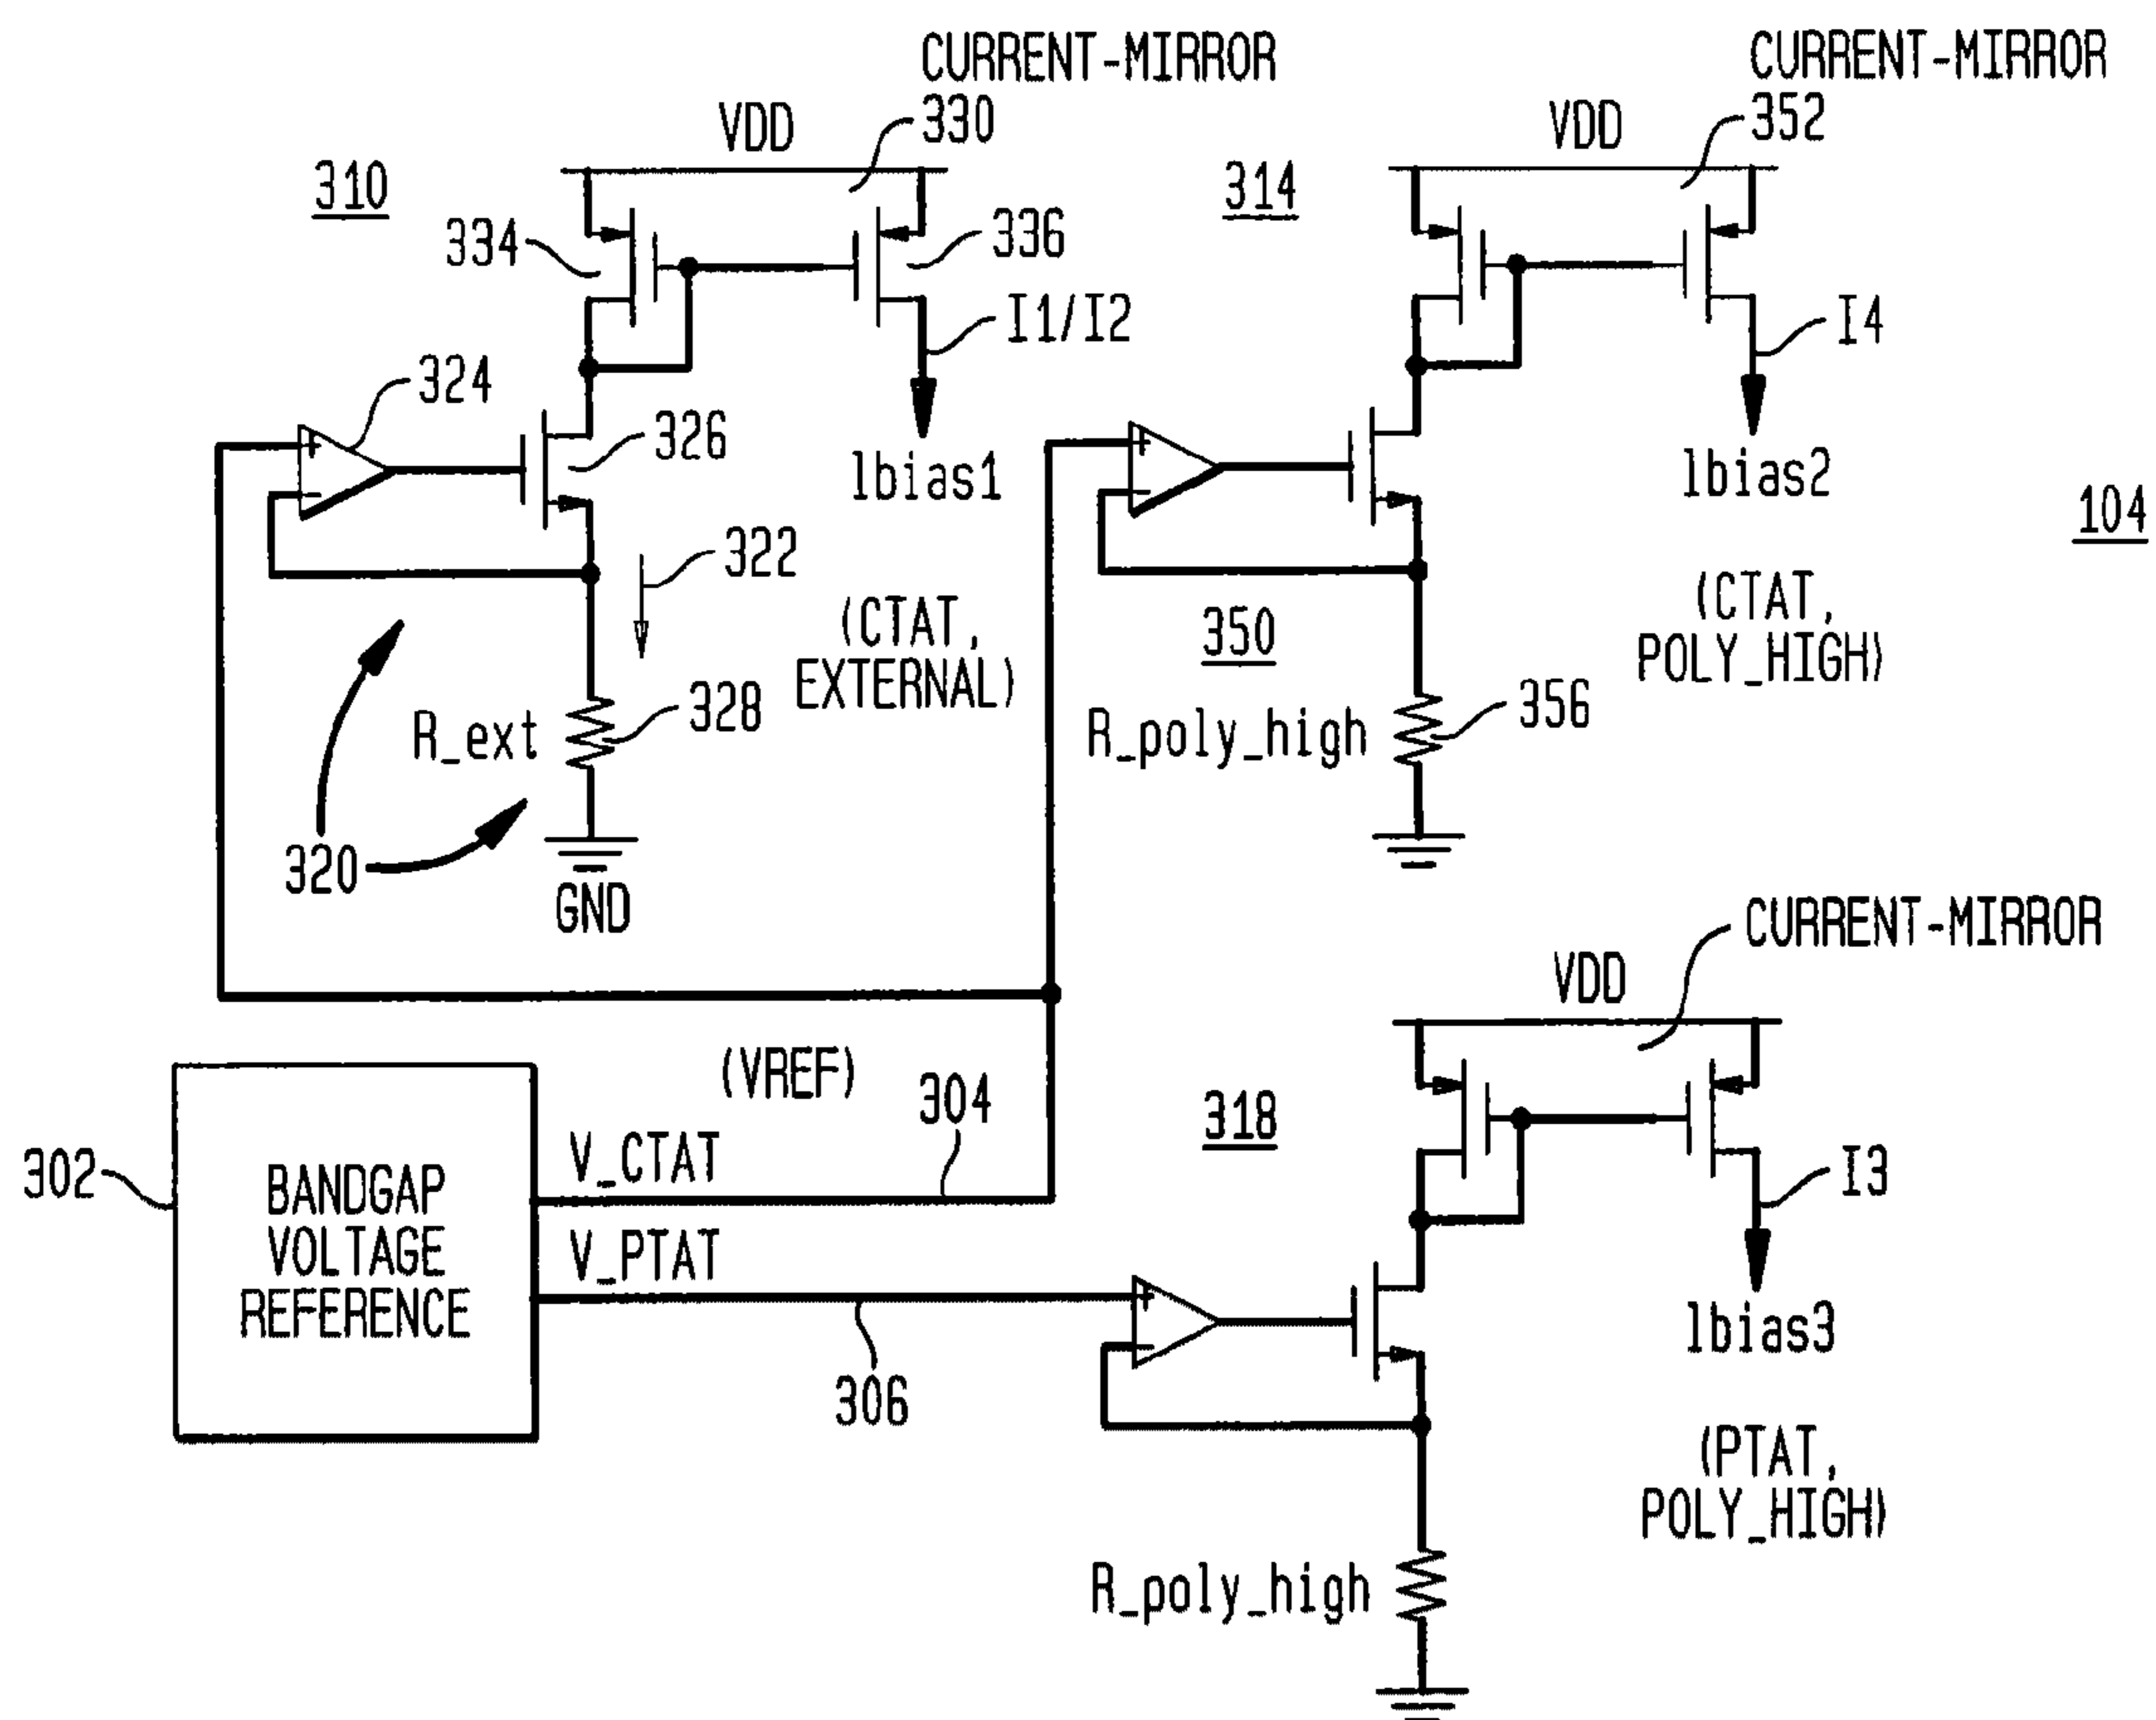 CURRENT-MIRROR
330
VDD
310
334
336
I1/I2
324
326
lbias1
322
(CTAT,
EXTERNAL)
R_ext
328
320
GND
CURRENT-MIRROR
352
VDD
314
I4
lbias2
104
(CTAT,
POLY_HIGH)
350
R_poly_high
356
(VREF)
304
302
BANDGAP
VOLTAGE
REFERENCE
V_CTAT
V_PTAT
306
CURRENT-MIRROR
VDD
318
I3
lbias3
(PTAT,
POLY_HIGH)
R_poly_high